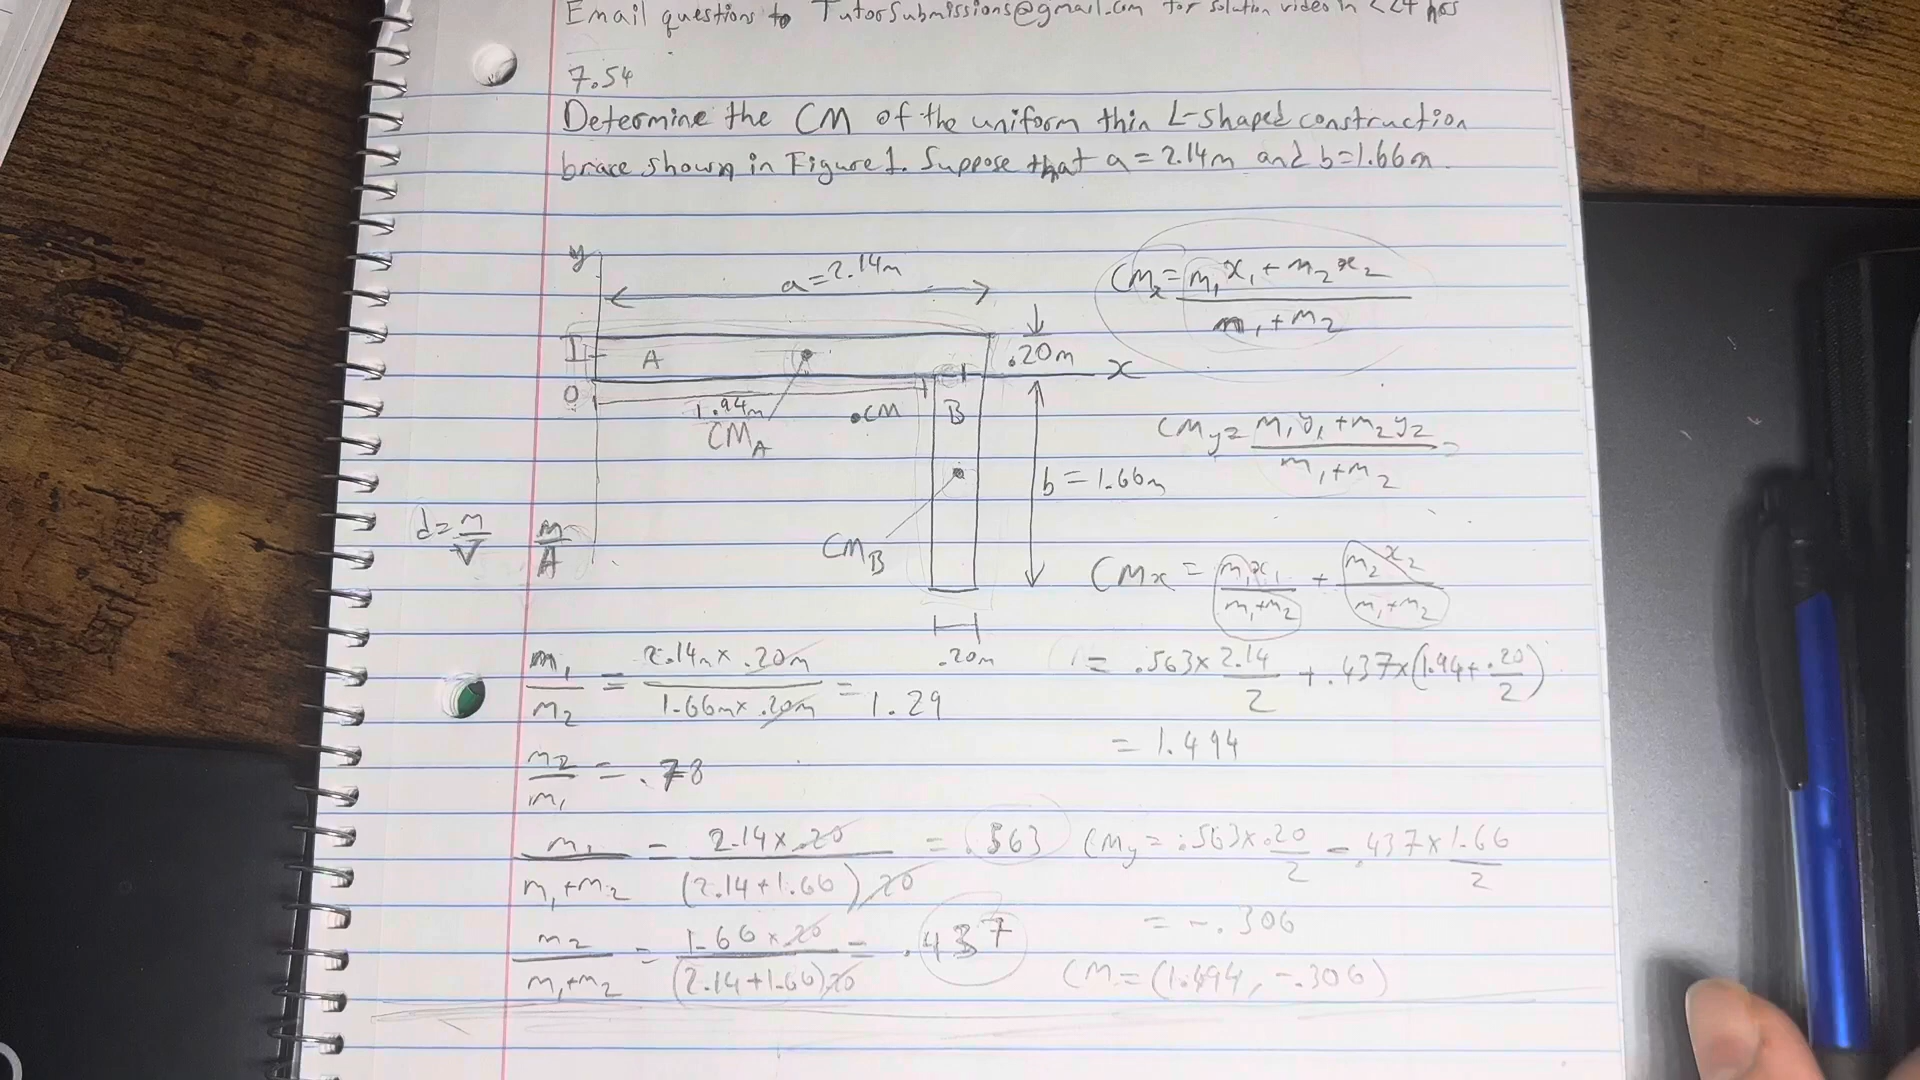 Email questions to TutorSubmissions@gmail.com for solution video in <24 hrs
7.54
Determine the CM of the uniform thin L-shaped construction
brace shown in Figure 1. Suppose that a = 2.14m and b = 1.66m.
y
a = 2.14m
CMx = (m₁x₁ + m₂x₂)/(m₁ + m₂)
A
.20m
x
O
1.94m
.CM
B
CM_A
CMy = (m₁y₁ + m₂y₂)/(m₁ + m₂) =
b = 1.66m
d = m/V
M/A
CM_B
CMx = m₁x₁/(m₁+m₂) + m₂x₂/(m₁+m₂)
.20m
m₁/m₂ = (2.14m × .20m)/(1.66m × .20m) = 1.29
= .563 × 2.14/2 + .437 × (1.94 + .20/2)
= 1.494
m₂/m₁ = .78
m₁/(m₁+m₂) = (2.14 × .20)/((2.14 + 1.66).20) = .563
CMy = .563 × .20/2 - .437 × 1.66/2
= -.306
m₂/(m₁+m₂) = (1.66 × .20)/((2.14 + 1.66).20) = .437
CM = (1.494, -.306)